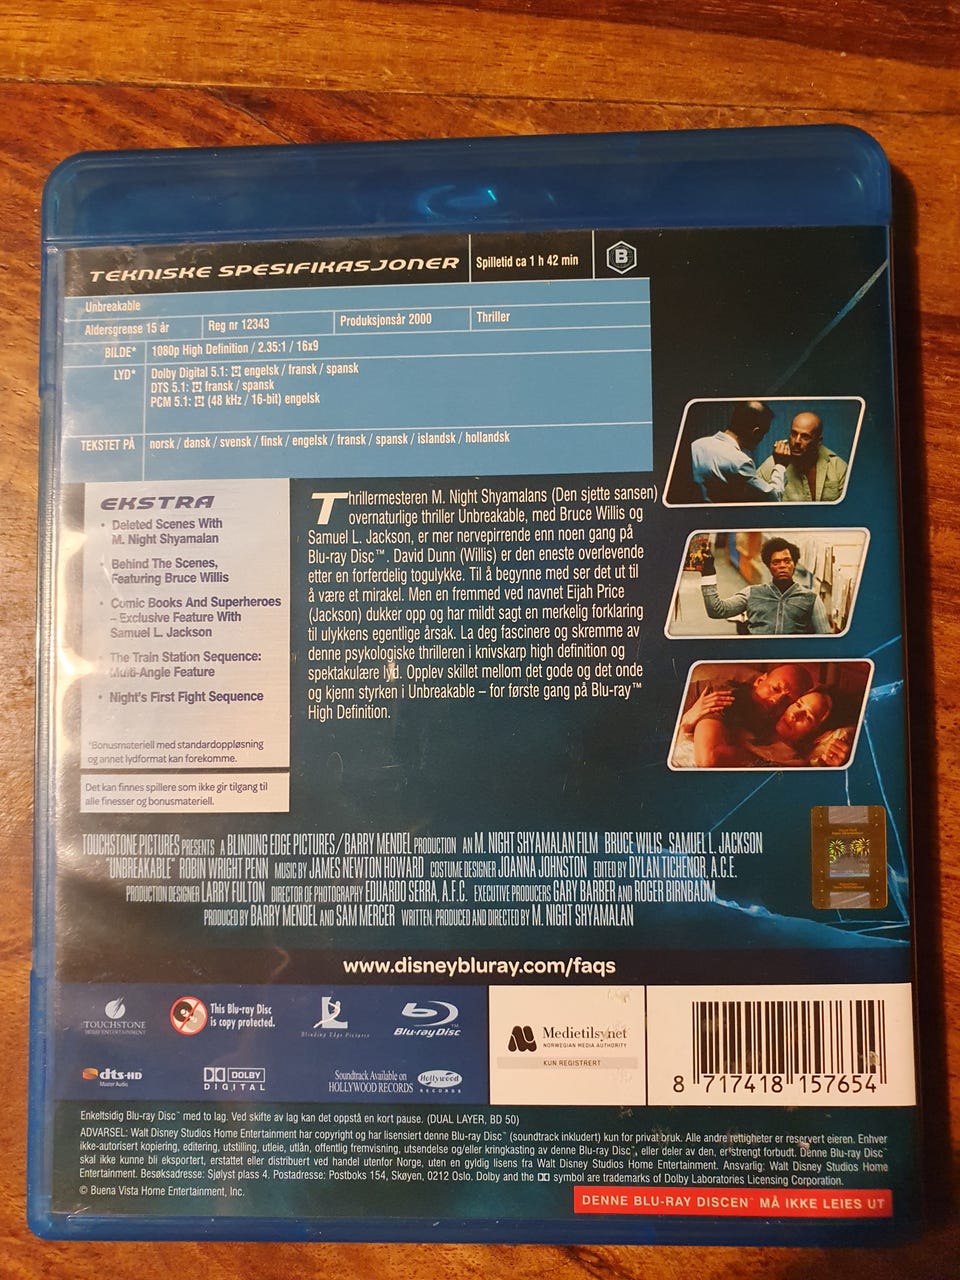 TEKNISKE SPESIFIKASJONER
Spilletid ca 1 h 42 min
B
Unbreakable
Aldersgrense 15 år
Reg nr 12343
Produksjonsår 2000
Thriller
BILDE*
1080p High Definition / 2.35:1 / 16x9
LYD*
Dolby Digital 5.1: engelsk / fransk / spansk
DTS 5.1: fransk / spansk
PCM 5.1: (48 kHz / 16-bit) engelsk
TEKSTET PÅ
norsk / dansk / svensk / finsk / engelsk / fransk / spansk / islandsk / hollandsk
EKSTRA
• Deleted Scenes With
M. Night Shyamalan
• Behind The Scenes,
Featuring Bruce Willis
• Comic Books And Superheroes
– Exclusive Feature With
Samuel L. Jackson
• The Train Station Sequence:
Multi-Angle Feature
• Night's First Fight Sequence
*Bonusmateriell med standardoppløsning
og annet lydformat kan forekomme.
Det kan finnes spillere som ikke gir tilgang til
alle finesser og bonusmateriell.
Thrillermesteren M. Night Shyamalans (Den sjette sansen)
overnaturlige thriller Unbreakable, med Bruce Willis og
Samuel L. Jackson, er mer nervepirrende enn noen gang på
Blu-ray Disc™. David Dunn (Willis) er den eneste overlevende
etter en forferdelig togulykke. Til å begynne med ser det ut til
å være et mirakel. Men en fremmed ved navnet Eijah Price
(Jackson) dukker opp og har mildt sagt en merkelig forklaring
til ulykkens egentlige årsak. La deg fascinere og skremme av
denne psykologiske thrilleren i knivskarp high definition og
spektakulære lyd. Opplev skillet mellom det gode og det onde
og kjenn styrken i Unbreakable – for første gang på Blu-ray™
High Definition.
TOUCHSTONE PICTURES PRESENTS A BLINDING EDGE PICTURES / BARRY MENDEL PRODUCTION AN M. NIGHT SHYAMALAN FILM BRUCE WILIS SAMUEL L. JACKSON
"UNBREAKABLE" ROBIN WRIGHT PENN MUSIC BY JAMES NEWTON HOWARD COSTUME DESIGNER JOANNA JOHNSTON EDITED BY DYLAN TICHENOR, A.C.E.
PRODUCTION DESIGNER LARRY FULTON DIRECTOR OF PHOTOGRAPHY EDUARDO SERRA, A.F.C. EXECUTIVE PRODUCERS GARY BARBER AND ROGER BIRNBAUM
PRODUCED BY BARRY MENDEL AND SAM MERCER WRITTEN, PRODUCED AND DIRECTED BY M. NIGHT SHYAMALAN
www.disneybluray.com/faqs
TOUCHSTONE
HOME ENTERTAINMENT
This Blu-ray Disc
is copy protected.
Blinding Edge Pictures
Blu-ray Disc™
Medietilsynet
NORWEGIAN MEDIA AUTHORITY
KUN REGISTRERT
8 717418 157654
dts-HD
Master Audio
DOLBY
DIGITAL
Soundtrack Available on
HOLLYWOOD RECORDS
Hollywood
RECORDS
Enkeltsidig Blu-ray Disc™ med to lag. Ved skifte av lag kan det oppstå en kort pause. (DUAL LAYER, BD 50)
ADVARSEL: Walt Disney Studios Home Entertainment har copyright og har lisensiert denne Blu-ray Disc™ (soundtrack inkludert) kun for privat bruk. Alle andre rettigheter er reservert eieren. Enhver
ikke-autorisert kopiering, editering, utstilling, utleie, utlån, offentlig fremvisning, utsendelse og/eller kringkasting av denne Blu-ray Disc™, eller deler av den, er strengt forbudt. Denne Blu-ray Disc™
skal ikke kunne bli eksportert, erstattet eller distribuert ved handel utenfor Norge, uten en gyldig lisens fra Walt Disney Studios Home Entertainment. Ansvarlig: Walt Disney Studios Home
Entertainment. Besøksadresse: Sjølyst plass 4. Postadresse: Postboks 154, Skøyen, 0212 Oslo. Dolby and the DD symbol are trademarks of Dolby Laboratories Licensing Corporation.
© Buena Vista Home Entertainment, Inc.
DENNE BLU-RAY DISCEN™ MÅ IKKE LEIES UT